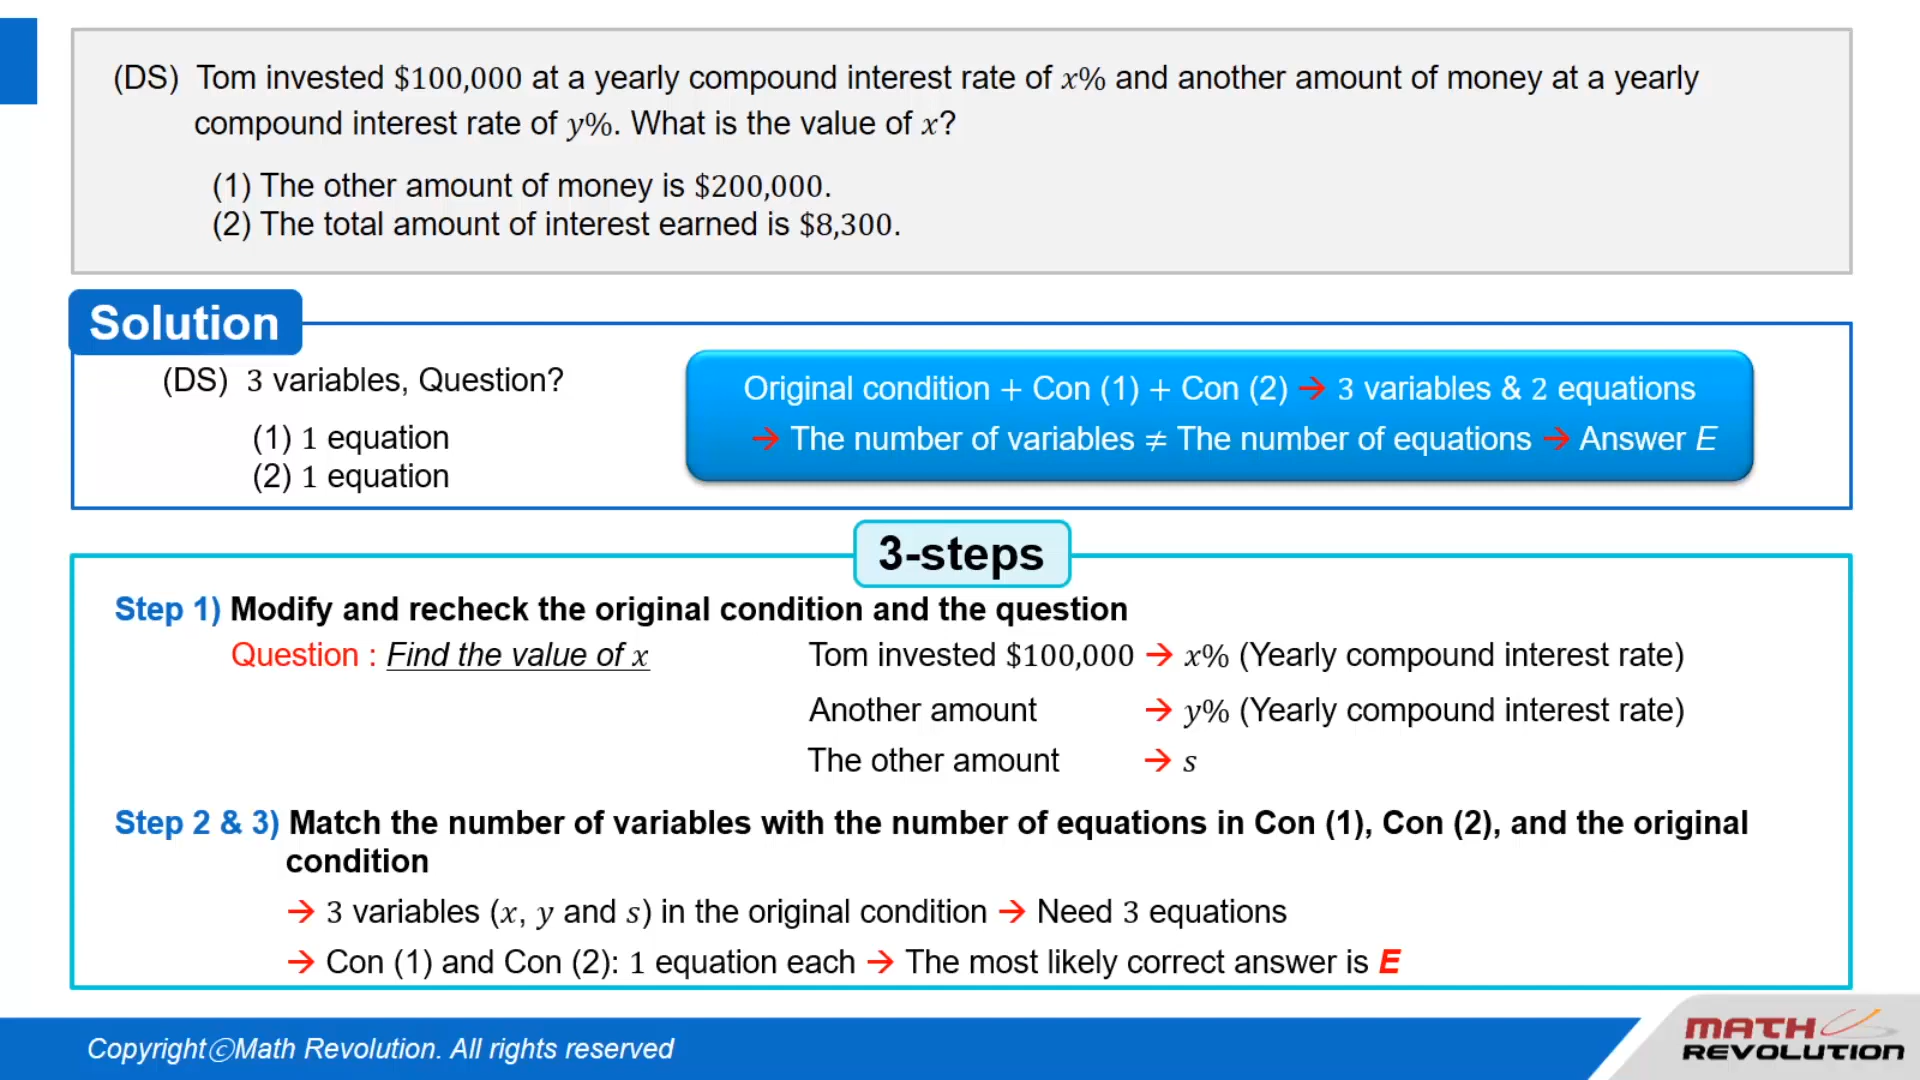 (DS) Tom invested $100,000 at a yearly compound interest rate of x% and another amount of money at a yearly
compound interest rate of y%. What is the value of x?
(1) The other amount of money is $200,000.
(2) The total amount of interest earned is $8,300.
Solution
(DS) 3 variables, Question?
(1) 1 equation
(2) 1 equation
Original condition + Con (1) + Con (2) → 3 variables & 2 equations
→ The number of variables ≠ The number of equations → Answer E
3-steps
Step 1) Modify and recheck the original condition and the question
Question : Find the value of x
Tom invested $100,000 → x% (Yearly compound interest rate)
Another amount → y% (Yearly compound interest rate)
The other amount → s
Step 2 & 3) Match the number of variables with the number of equations in Con (1), Con (2), and the original
condition
→ 3 variables (x, y and s) in the original condition → Need 3 equations
→ Con (1) and Con (2): 1 equation each → The most likely correct answer is E
CopyrightⓒMath Revolution. All rights reserved
MATH
REVOLUTION